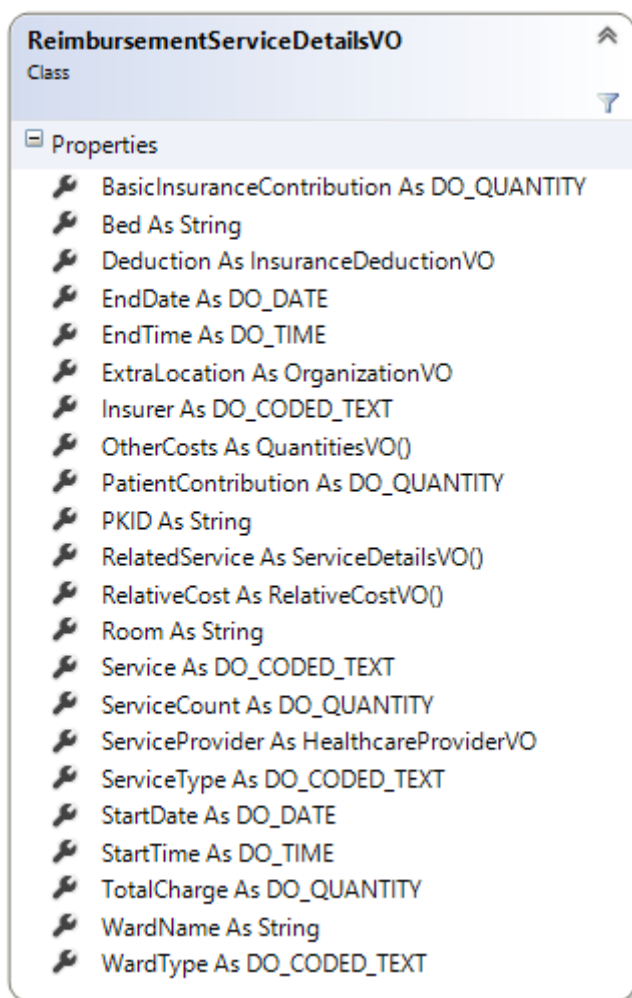 ReimbursementServiceDetailsVO
Class
Properties
BasicInsuranceContribution As DO_QUANTITY
Bed As String
Deduction As InsuranceDeductionVO
EndDate As DO_DATE
EndTime As DO_TIME
ExtraLocation As OrganizationVO
Insurer As DO_CODED_TEXT
OtherCosts As QuantitiesVO()
PatientContribution As DO_QUANTITY
PKID As String
RelatedService As ServiceDetailsVO()
RelativeCost As RelativeCostVO()
Room As String
Service As DO_CODED_TEXT
ServiceCount As DO_QUANTITY
ServiceProvider As HealthcareProviderVO
ServiceType As DO_CODED_TEXT
StartDate As DO_DATE
StartTime As DO_TIME
TotalCharge As DO_QUANTITY
WardName As String
WardType As DO_CODED_TEXT